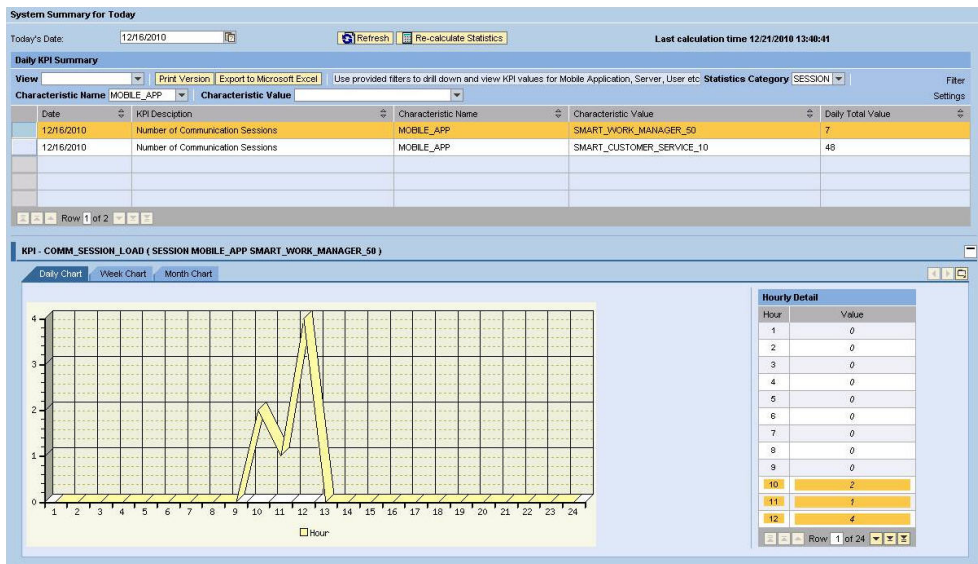 System Summary for Today
Today's Date: 12/16/2010 Refresh Re-calculate Statistics Last calculation time 12/21/2010 13:40:41
Daily KPI Summary
View Print Version Export to Microsoft Excel Use provided filters to drill down and view KPI values for Mobile Application, Server, User etc Statistics Category SESSION Filter
Characteristic Name MOBILE_APP Characteristic Value Settings
Date KPI Desciption Characteristic Name Characteristic Value Daily Total Value
12/16/2010 Number of Communication Sessions MOBILE_APP SMART_WORK_MANAGER_50 7
12/16/2010 Number of Communication Sessions MOBILE_APP SMART_CUSTOMER_SERVICE_10 48
Row 1 of 2
KPI - COMM_SESSION_LOAD ( SESSION MOBILE_APP SMART_WORK_MANAGER_50 )
Daily Chart Week Chart Month Chart
4
3
2
1
0
1 2 3 4 5 6 7 8 9 10 11 12 13 14 15 16 17 18 19 20 21 22 23 24
Hour
Hourly Detail
Hour Value
1 0
2 0
3 0
4 0
5 0
6 0
7 0
8 0
9 0
10 2
11 1
12 4
Row 1 of 24